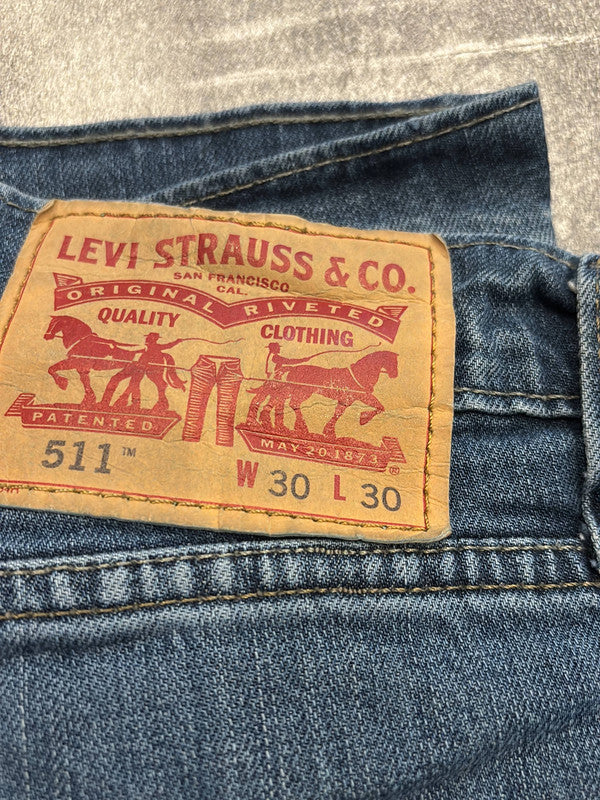 LEVI STRAUSS & CO.
SAN FRANCISCO
CAL.
ORIGINAL RIVETED
QUALITY CLOTHING
PATENTED
MAY 20 1873 ®
511™ W 30 L 30